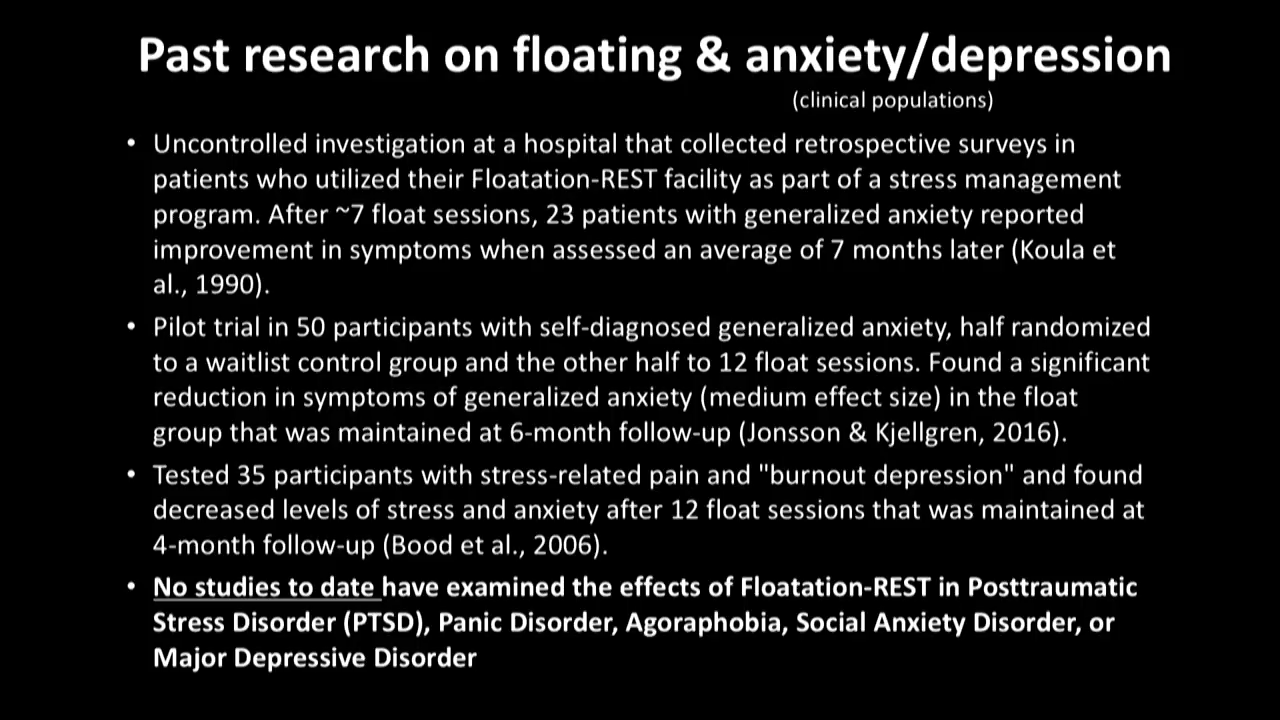 Past research on floating & anxiety/depression
(clinical populations)
• Uncontrolled investigation at a hospital that collected retrospective surveys in
patients who utilized their Floatation-REST facility as part of a stress management
program. After ~7 float sessions, 23 patients with generalized anxiety reported
improvement in symptoms when assessed an average of 7 months later (Koula et
al., 1990).
• Pilot trial in 50 participants with self-diagnosed generalized anxiety, half randomized
to a waitlist control group and the other half to 12 float sessions. Found a significant
reduction in symptoms of generalized anxiety (medium effect size) in the float
group that was maintained at 6-month follow-up (Jonsson & Kjellgren, 2016).
• Tested 35 participants with stress-related pain and "burnout depression" and found
decreased levels of stress and anxiety after 12 float sessions that was maintained at
4-month follow-up (Bood et al., 2006).
• No studies to date have examined the effects of Floatation-REST in Posttraumatic
Stress Disorder (PTSD), Panic Disorder, Agoraphobia, Social Anxiety Disorder, or
Major Depressive Disorder